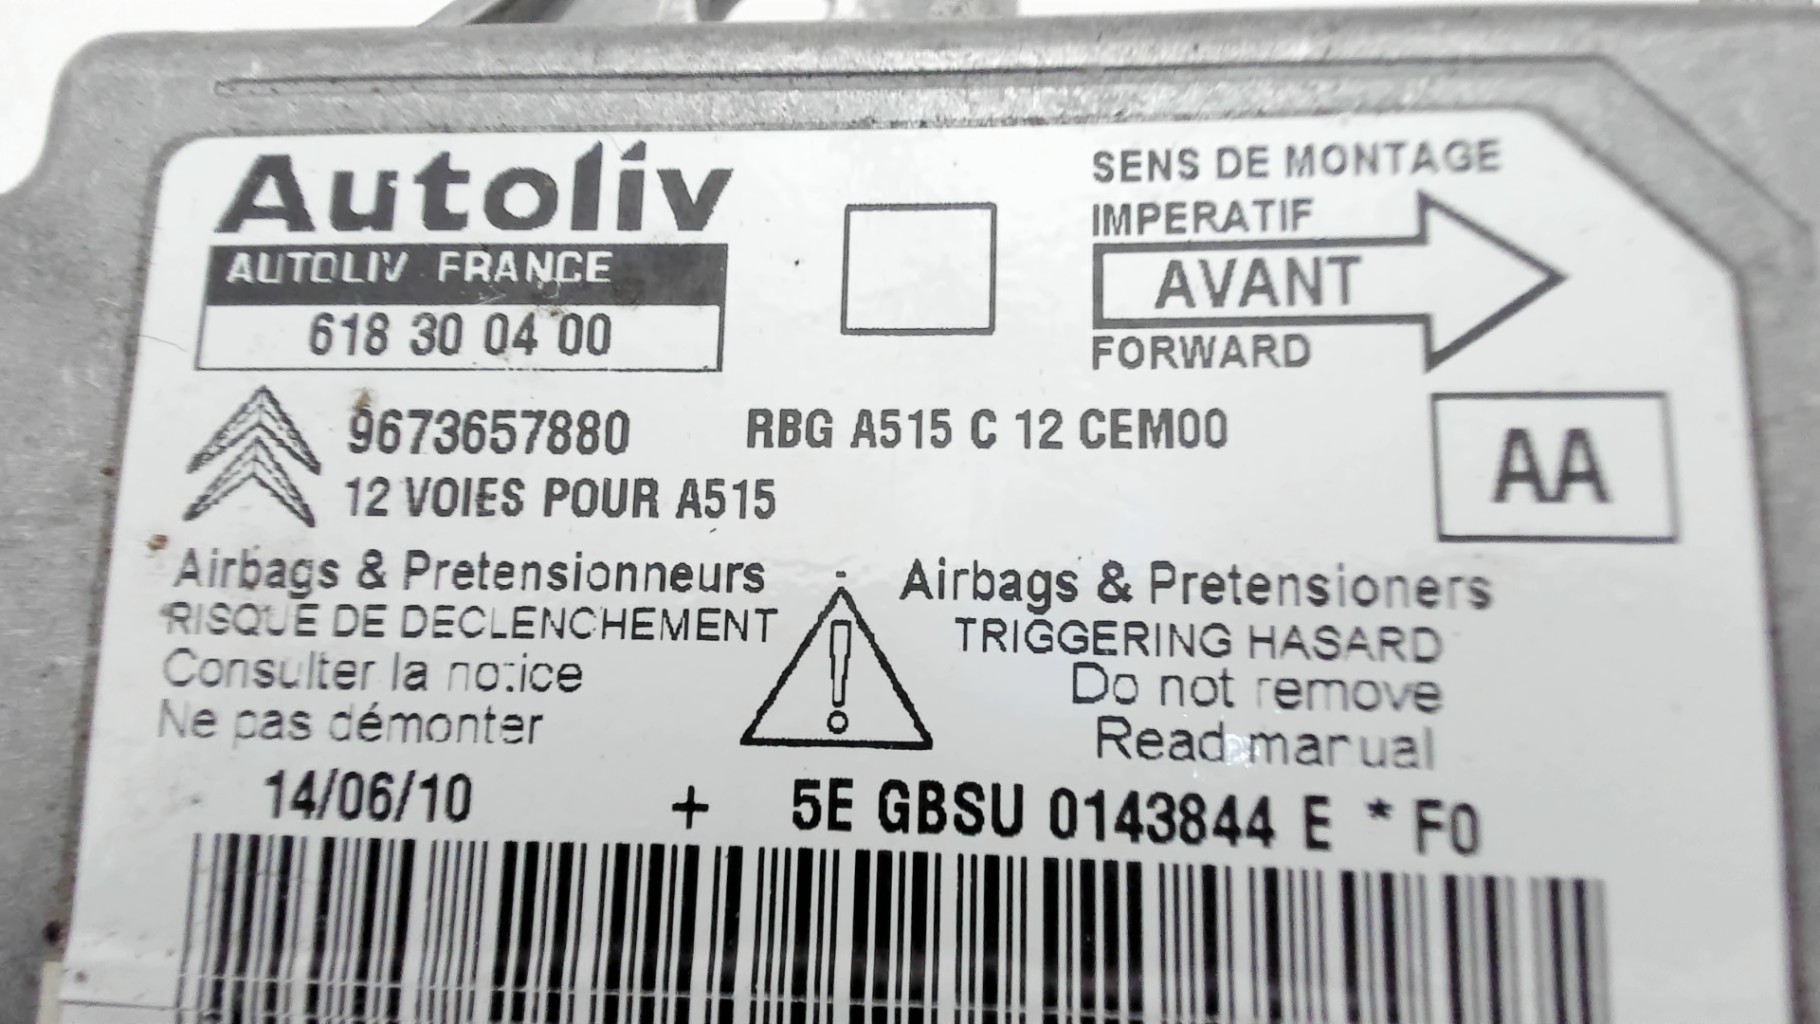 Autoliv
AUTOLIV FRANCE
618 30 04 00
SENS DE MONTAGE
IMPERATIF
AVANT
FORWARD
9673657880 RBG A515 C 12 CEM00
12 VOIES POUR A515
AA
Airbags & Pretensionneurs
RISQUE DE DECLENCHEMENT
Consulter la notice
Ne pas démonter
Airbags & Pretensioners
TRIGGERING HASARD
Do not remove
Read manual
14/06/10 + 5E GBSU 0143844 E * F0